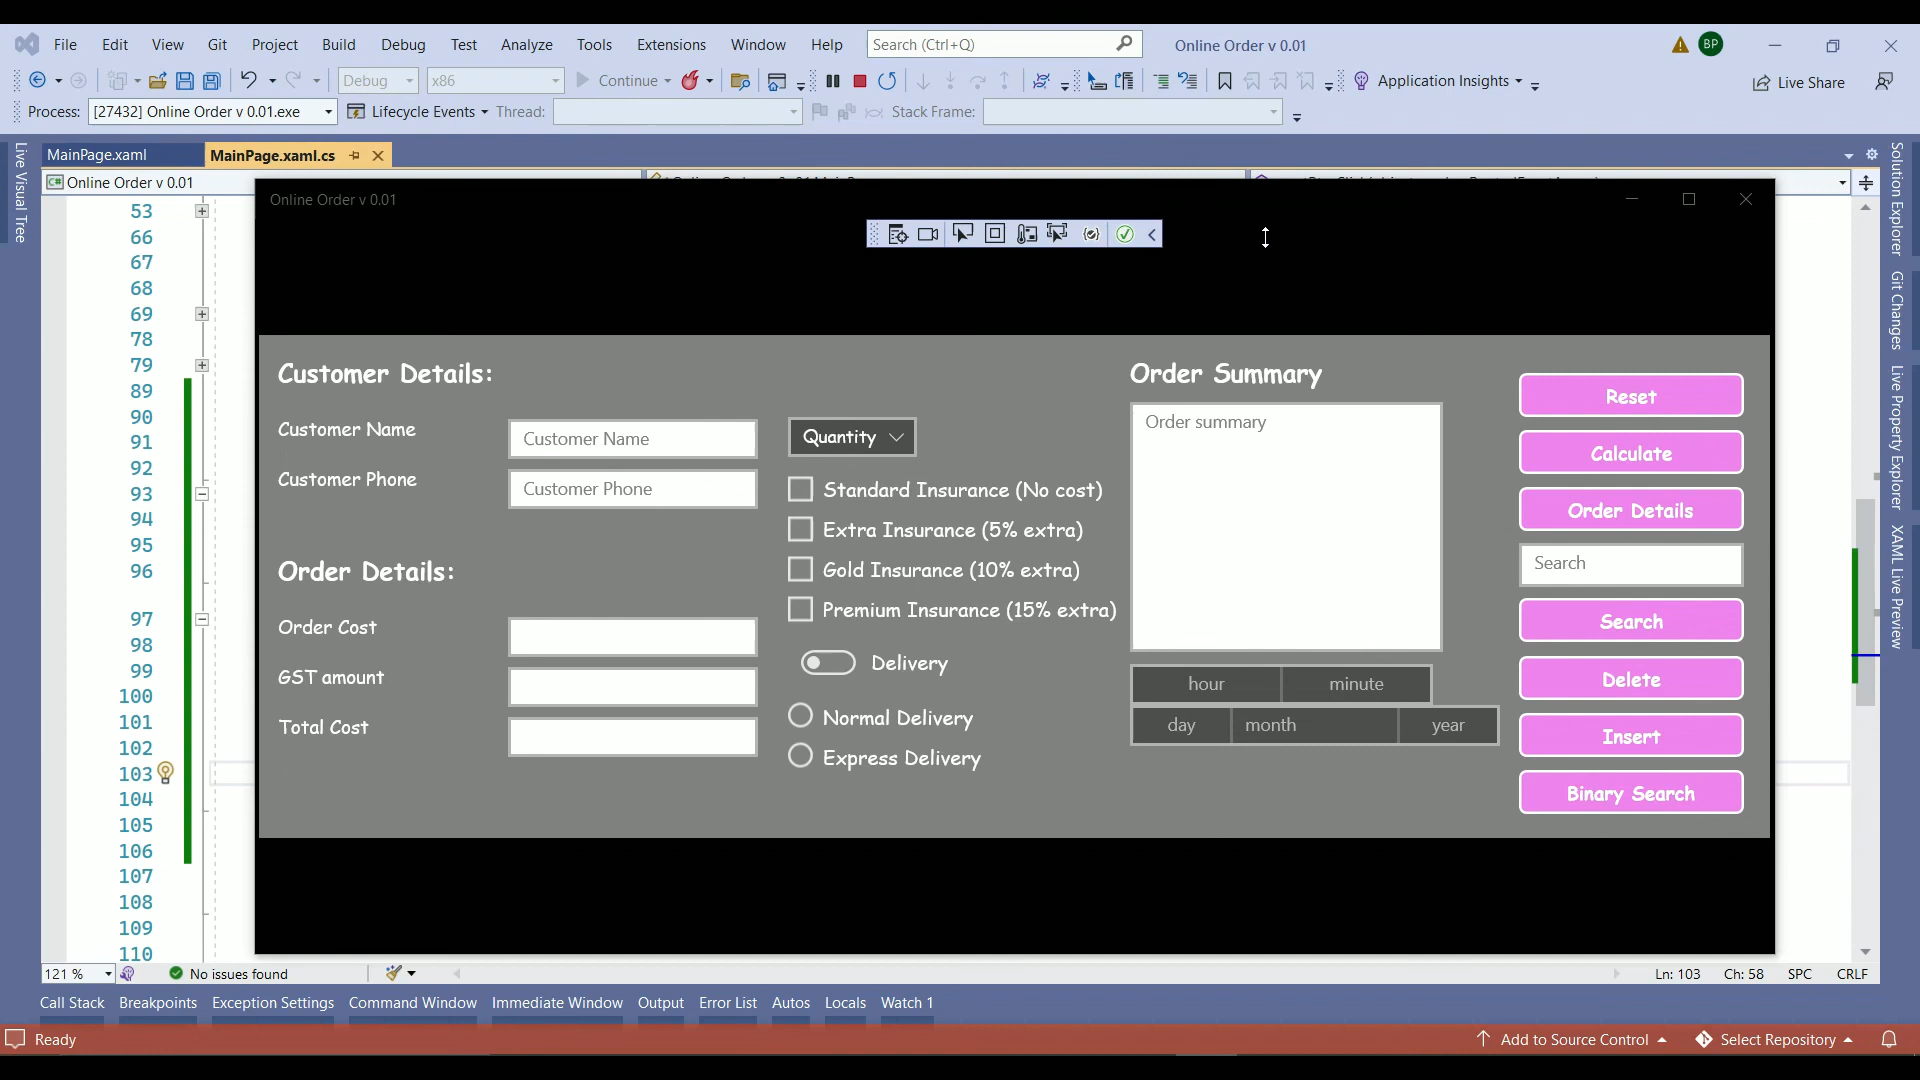 File Edit View Git Project Build Debug Test Analyze Tools Extensions Window Help Search (Ctrl+Q) Online Order v 0.01 BP
Debug x86 Continue Application Insights Live Share
Process: [27432] Online Order v 0.01.exe Lifecycle Events Thread: Stack Frame:
Live Visual Tree
MainPage.xaml MainPage.xaml.cs
C# Online Order v 0.01
Online Order v 0.01
53
66
67
68
69
78
79
89
90
91
92
93
94
95
96
97
98
99
100
101
102
103
104
105
106
107
108
109
110
Customer Details:
Customer Name Customer Name
Customer Phone Customer Phone
Order Details:
Order Cost
GST amount
Total Cost
Quantity
Standard Insurance (No cost)
Extra Insurance (5% extra)
Gold Insurance (10% extra)
Premium Insurance (15% extra)
Delivery
Normal Delivery
Express Delivery
Order Summary
Order summary
hour minute
day month year
Reset
Calculate
Order Details
Search
Search
Delete
Insert
Binary Search
Solution Explorer
Git Changes
Live Property Explorer
XAML Live Preview
121 % No issues found Ln: 103 Ch: 58 SPC CRLF
Call Stack Breakpoints Exception Settings Command Window Immediate Window Output Error List Autos Locals Watch 1
Ready Add to Source Control Select Repository